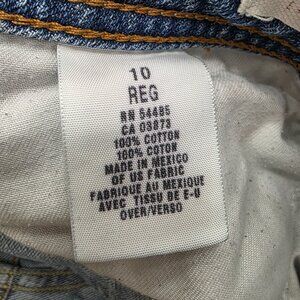 10
REG
RN 54485
CA 03873
100% COTTON
100% COTON
MADE IN MEXICO
OF US FABRIC
FABRIQUE AU MEXIQUE
AVEC TISSU DE E-U
OVER/VERSO